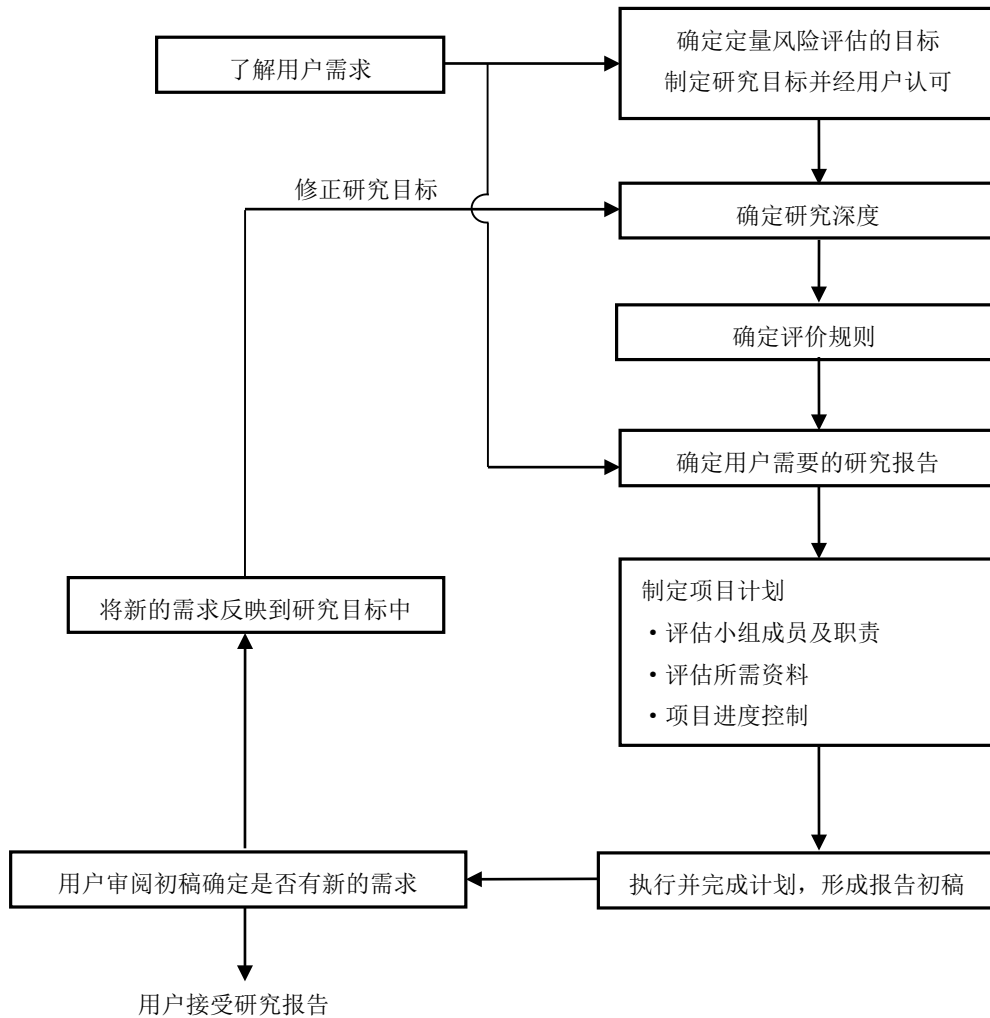 了解用户需求
确定定量风险评估的目标
制定研究目标并经用户认可
修正研究目标
确定研究深度
确定评价规则
确定用户需要的研究报告
将新的需求反映到研究目标中
制定项目计划
·评估小组成员及职责
·评估所需资料
·项目进度控制
用户审阅初稿确定是否有新的需求
执行并完成计划，形成报告初稿
用户接受研究报告